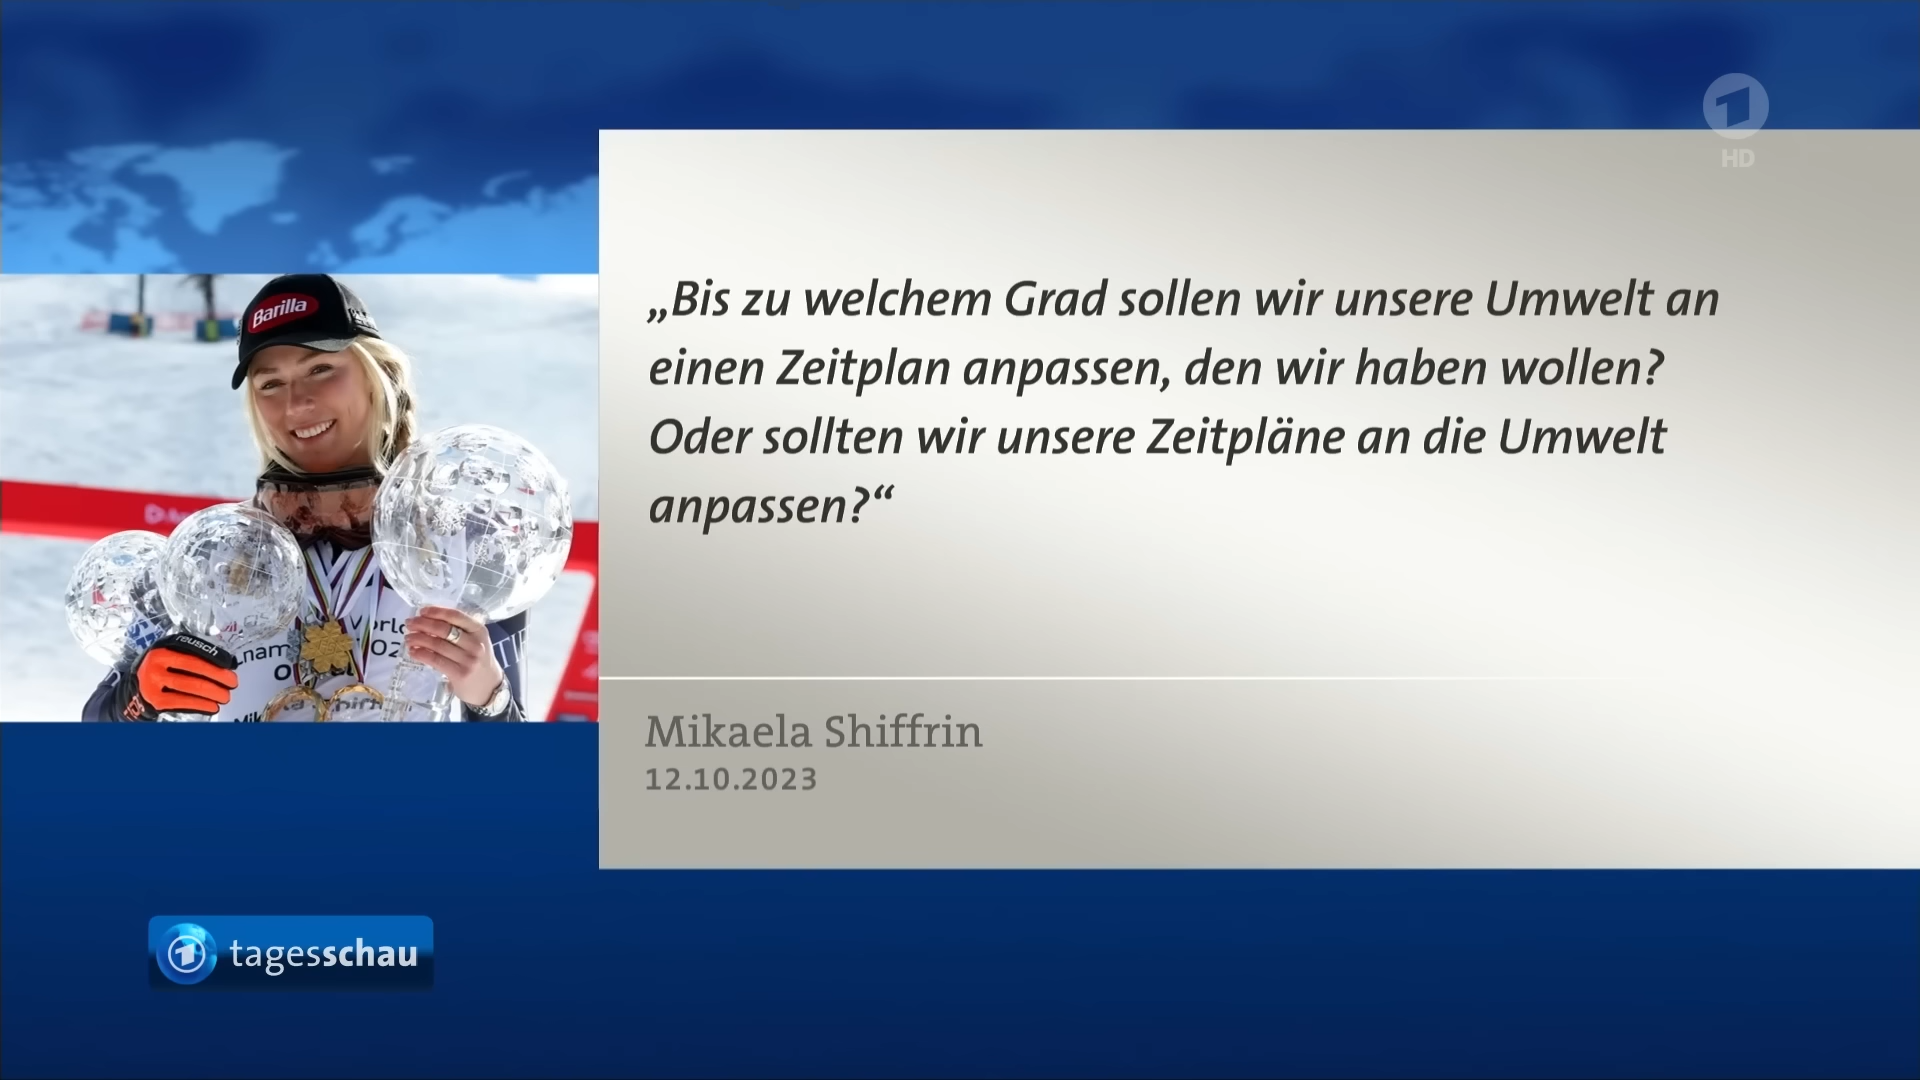 HD
„Bis zu welchem Grad sollen wir unsere Umwelt an
einen Zeitplan anpassen, den wir haben wollen?
Oder sollten wir unsere Zeitpläne an die Umwelt
anpassen?“
Barilla
reusch
Mikaela Shiffrin
12.10.2023
tagesschau